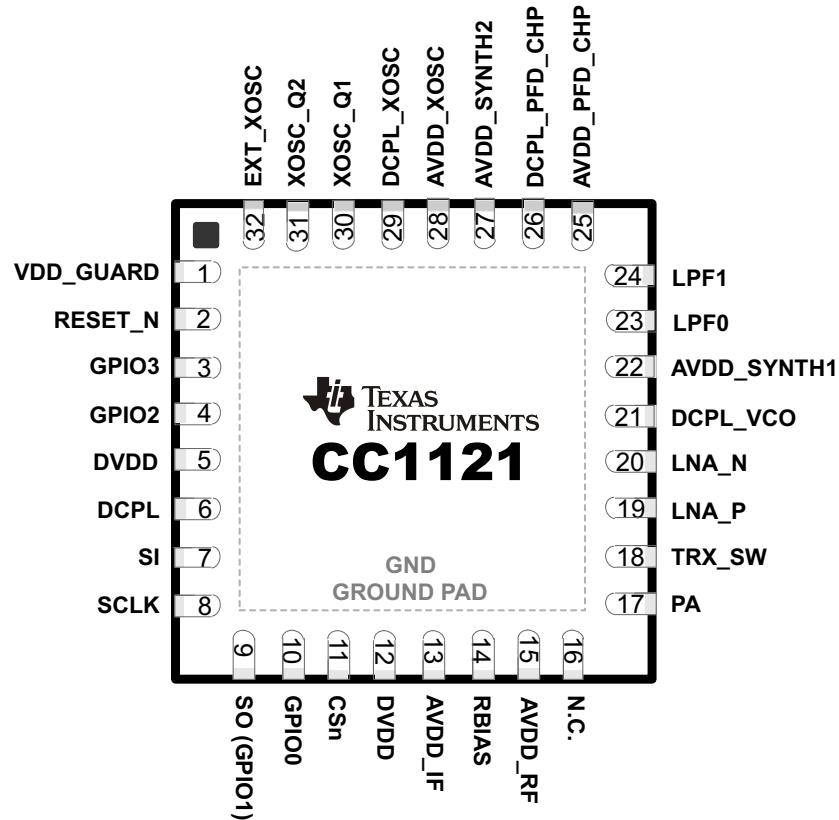 EXT_XOSC
XOSC_Q2
XOSC_Q1
DCPL_XOSC
AVDD_XOSC
AVDD_SYNTH2
DCPL_PFD_CHP
AVDD_PFD_CHP
32
31
30
29
28
27
26
25
VDD_GUARD 1
RESET_N 2
GPIO3 3
GPIO2 4
DVDD 5
DCPL 6
SI 7
SCLK 8
24 LPF1
23 LPF0
22 AVDD_SYNTH1
21 DCPL_VCO
20 LNA_N
19 LNA_P
18 TRX_SW
17 PA
ti
TEXAS
INSTRUMENTS
CC1121
GND
GROUND PAD
9
10
11
12
13
14
15
16
SO (GPIO1)
GPIO0
CSn
DVDD
AVDD_IF
RBIAS
AVDD_RF
N.C.